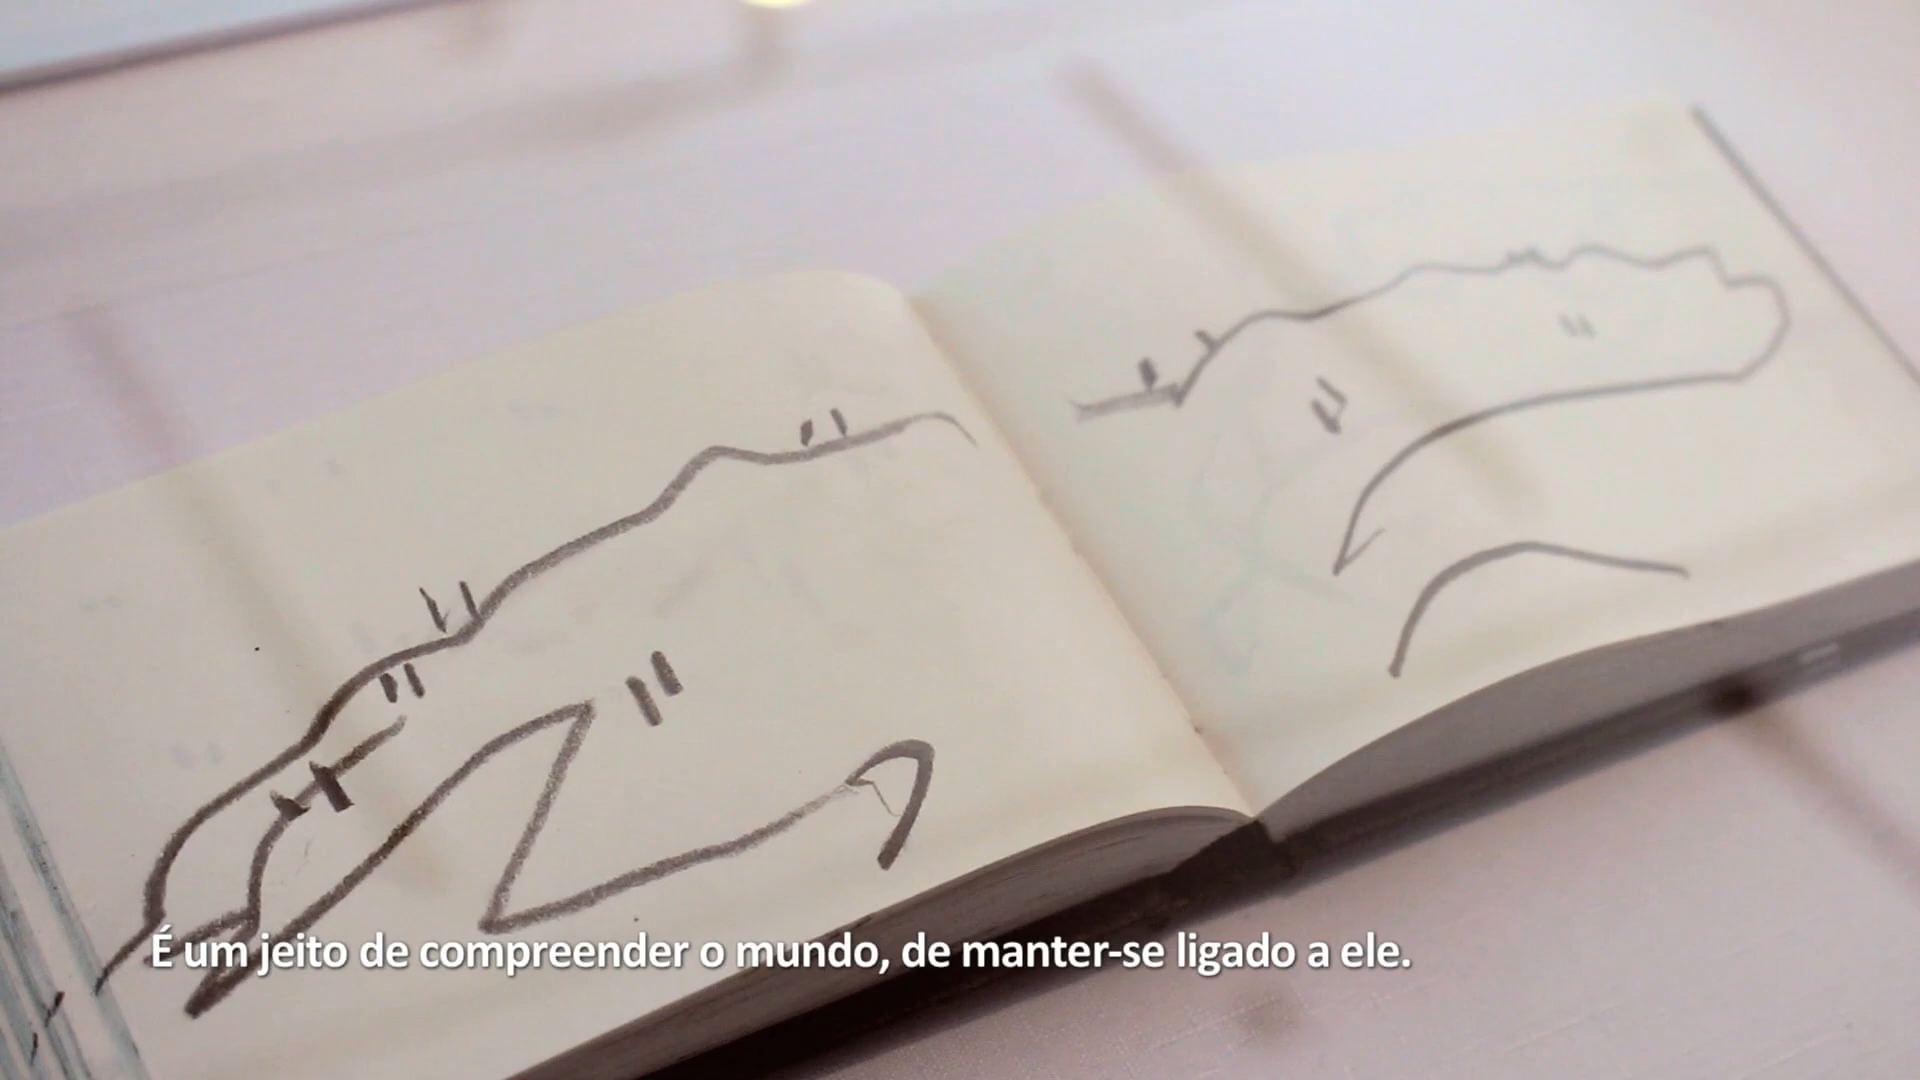 É um jeito de compreender o mundo, de manter-se ligado a ele.